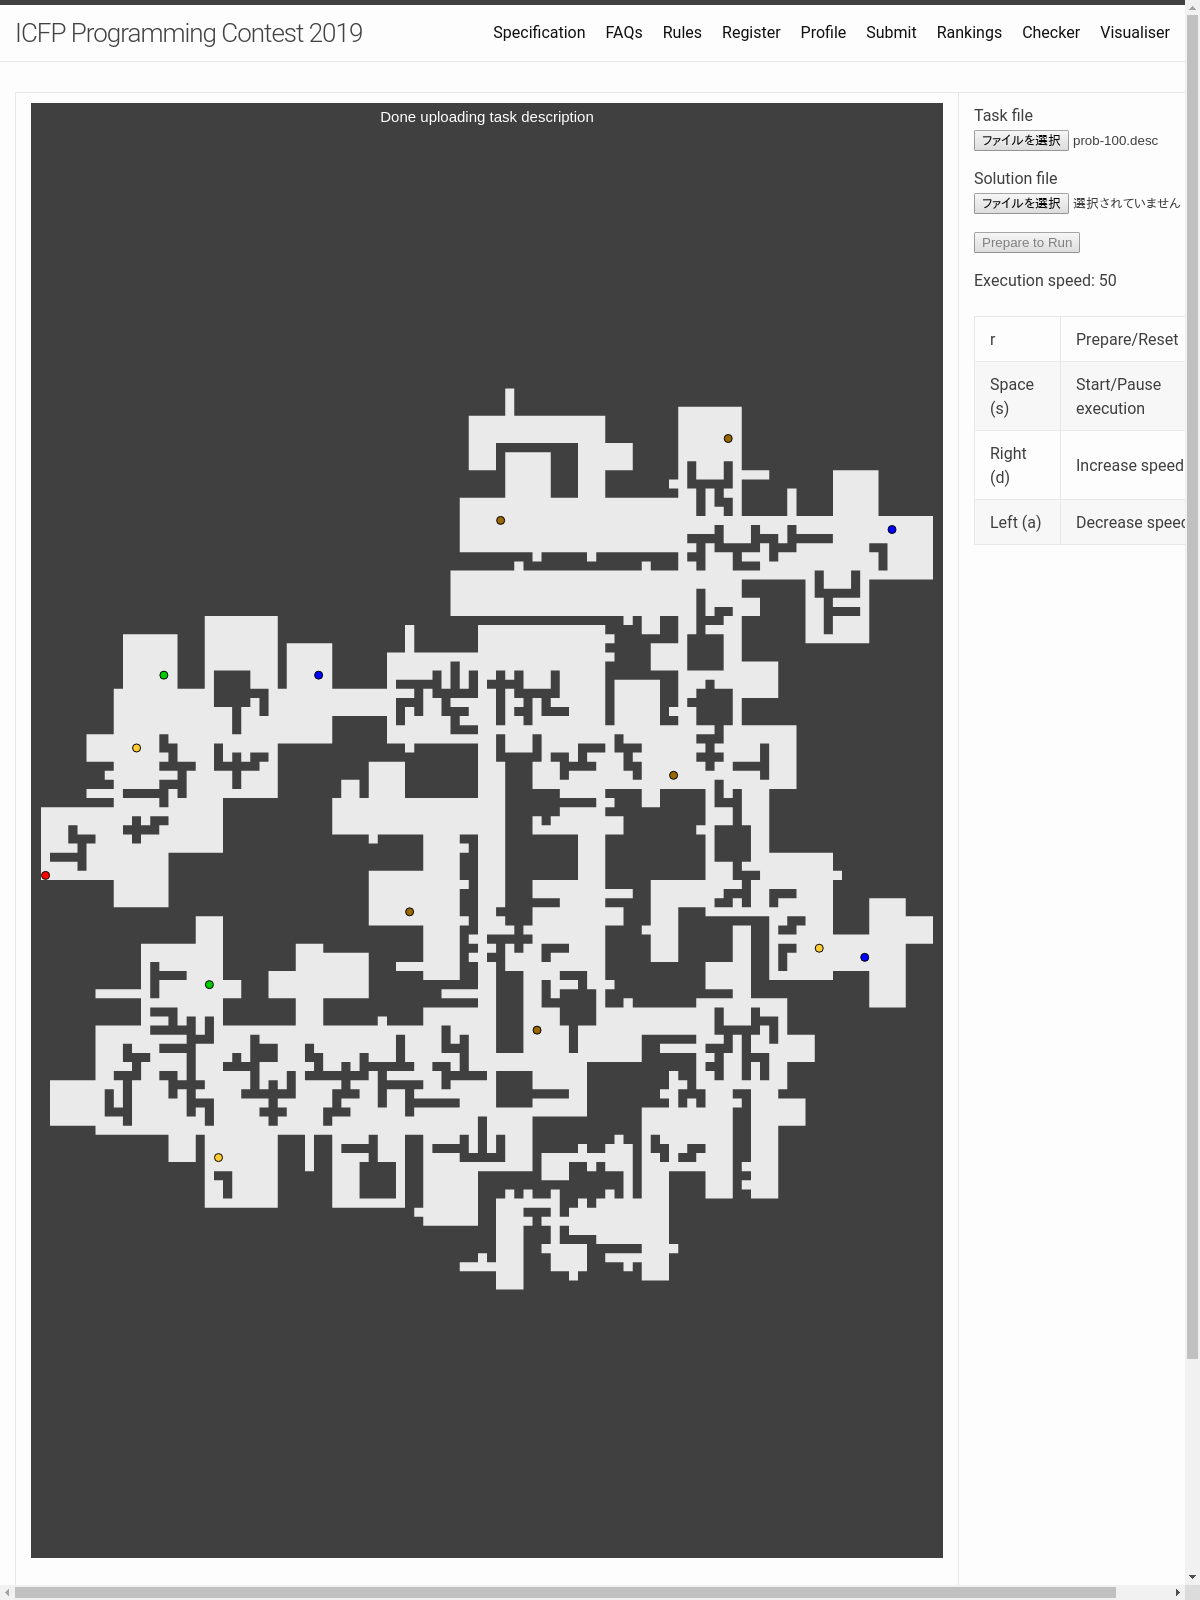 ICFP Programming Contest 2019
Specification FAQs Rules Register Profile Submit Rankings Checker Visualiser
Done uploading task description
Task file
ファイルを選択 prob-100.desc
Solution file
ファイルを選択 選択されていません
Prepare to Run
Execution speed: 50
r Prepare/Reset
Space (s) Start/Pause execution
Right (d) Increase speed
Left (a) Decrease speed